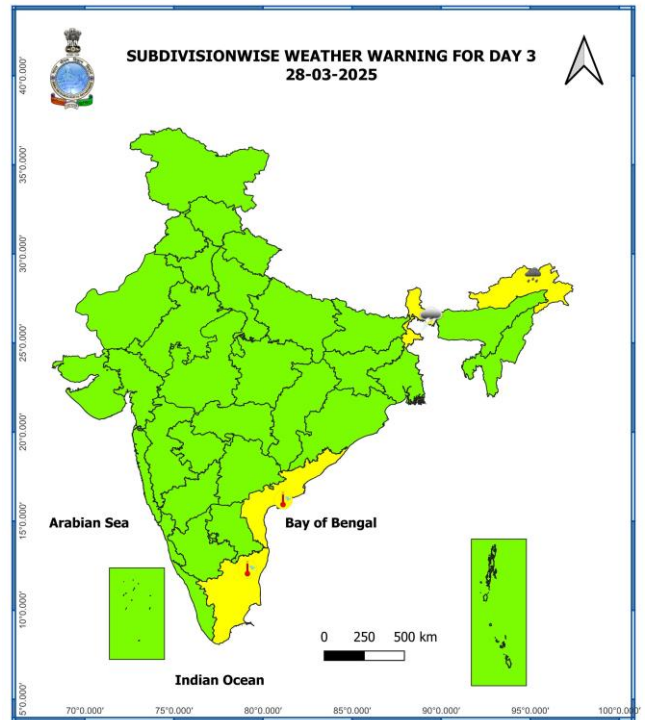 SUBDIVISIONWISE WEATHER WARNING FOR DAY 3
28-03-2025
40°0.000'
35°0.000'
30°0.000'
25°0.000'
20°0.000'
15°0.000'
10°0.000'
5°0.000'
Arabian Sea
Bay of Bengal
Indian Ocean
0 250 500 km
70°0.000' 75°0.000' 80°0.000' 85°0.000' 90°0.000' 95°0.000' 100°0.000'